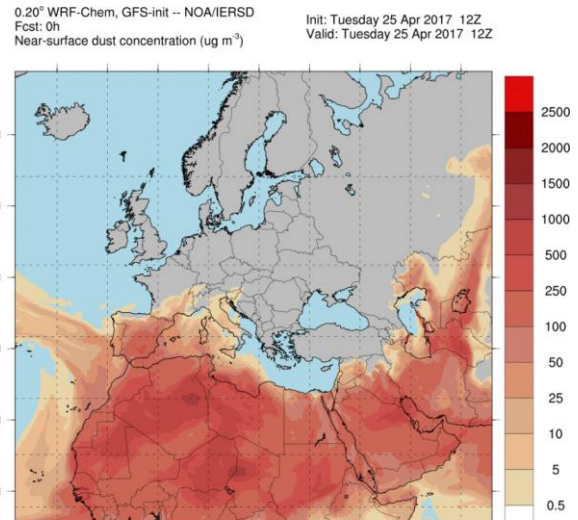 0.20° WRF-Chem, GFS-init -- NOA/IERSD
Fcst: 0h
Near-surface dust concentration (ug m⁻³)
Init: Tuesday 25 Apr 2017 12Z
Valid: Tuesday 25 Apr 2017 12Z
2500
2000
1500
1000
500
250
100
50
25
10
5
0.5